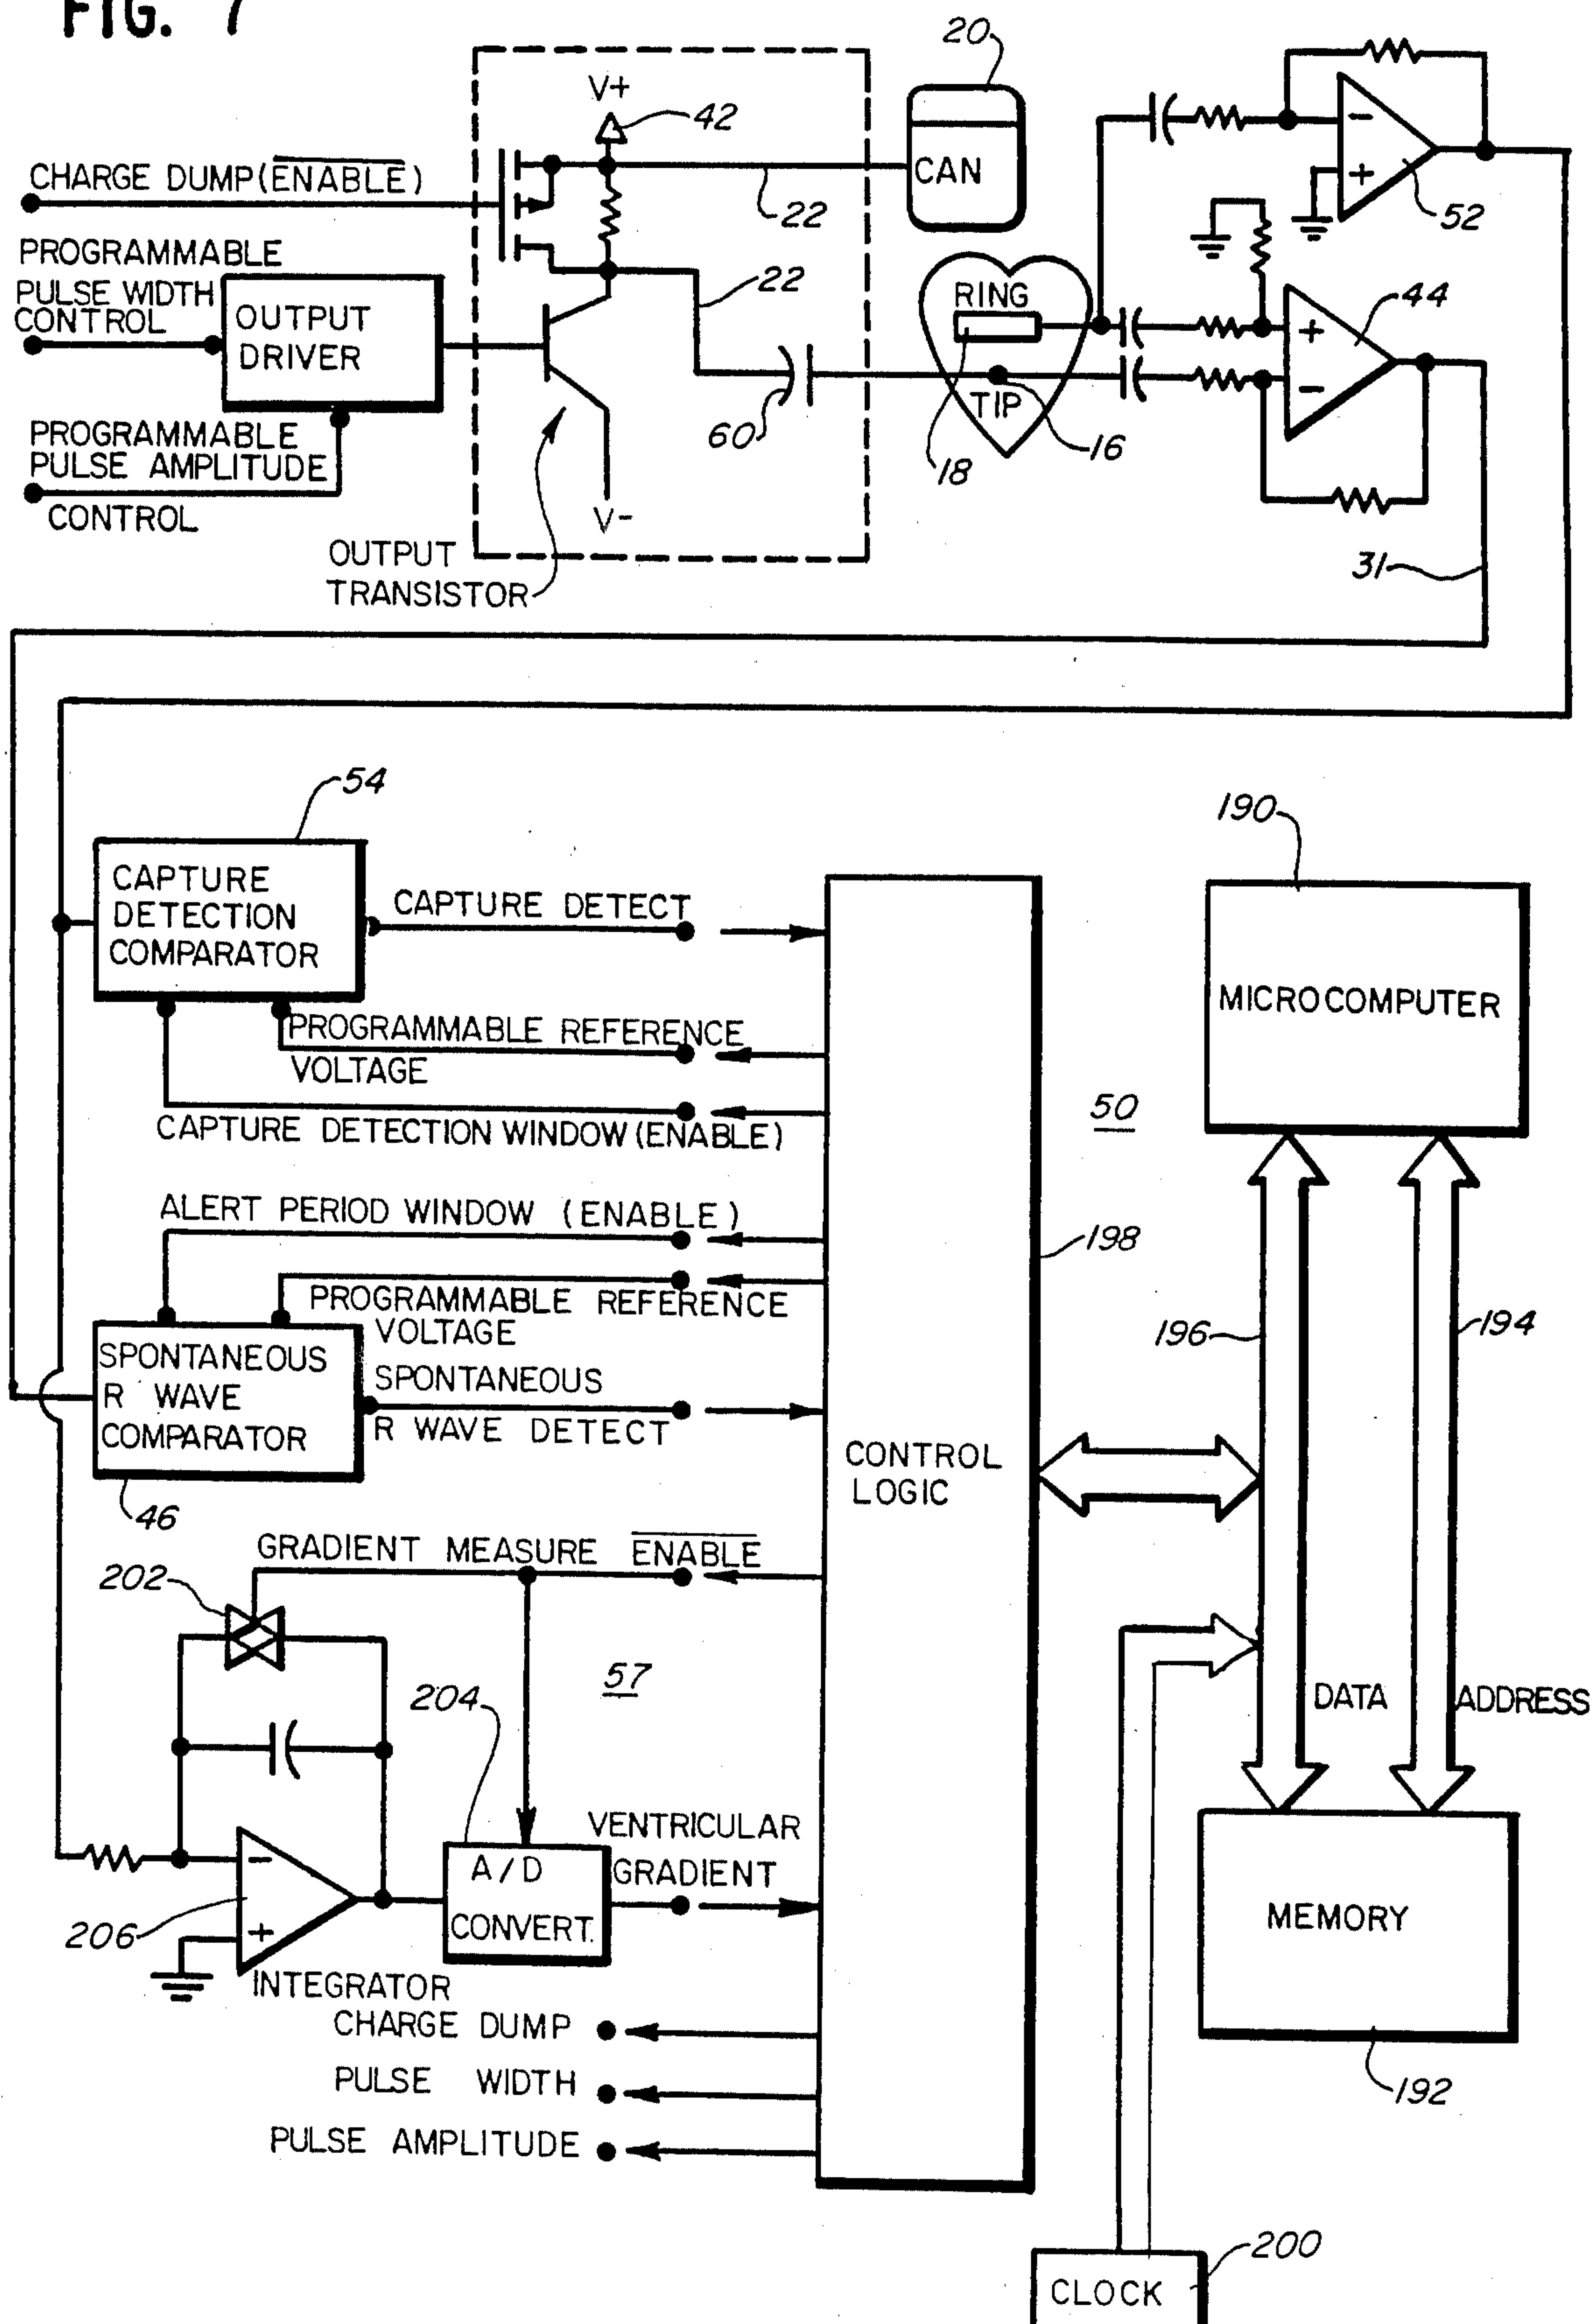 FIG. 7
20
V+
42
CHARGE DUMP (ENABLE)
CAN
22
52
PROGRAMMABLE
PULSE WIDTH
CONTROL
OUTPUT
DRIVER
22
RING
44
+
-
-
+
TIP
60
18
16
PROGRAMMABLE
PULSE AMPLITUDE
CONTROL
V-
OUTPUT
TRANSISTOR
31
54
190
CAPTURE
DETECTION
COMPARATOR
CAPTURE DETECT
MICROCOMPUTER
PROGRAMMABLE REFERENCE
VOLTAGE
50
CAPTURE DETECTION WINDOW (ENABLE)
ALERT PERIOD WINDOW (ENABLE)
198
PROGRAMMABLE REFERENCE
VOLTAGE
196
194
SPONTANEOUS
R WAVE
COMPARATOR
SPONTANEOUS
R WAVE DETECT
CONTROL
LOGIC
46
GRADIENT MEASURE ENABLE
202
57
204
DATA
ADDRESS
VENTRICULAR
GRADIENT
A/D
CONVERT.
-
+
206
MEMORY
INTEGRATOR
CHARGE DUMP
PULSE WIDTH
192
PULSE AMPLITUDE
200
CLOCK